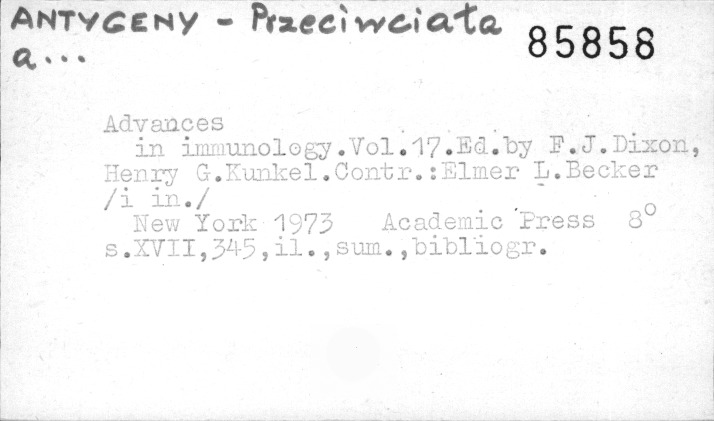 ANTYGENY - Przeciwciała
a...
85858
Advances
in immunology.Vol.17.Ed.by F.J.Dixon,
Henry G.Kunkel.Contr.:Elmer L.Becker
/i in./
New York 1973 Academic Press 8°
s.XVII,345,il.,sum.,bibliogr.